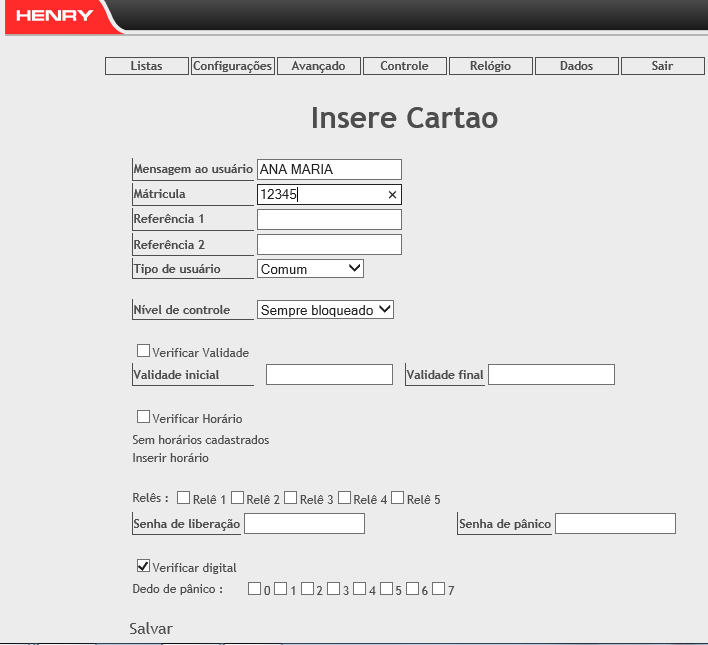 HENRY
Listas Configurações Avançado Controle Relógio Dados Sair
Insere Cartao
Mensagem ao usuário ANA MARIA
Mátricula 12345 ×
Referência 1
Referência 2
Tipo de usuário Comum
Nível de controle Sempre bloqueado
Verificar Validade
Validade inicial Validade final
Verificar Horário
Sem horários cadastrados
Inserir horário
Relês : Relê 1 Relê 2 Relê 3 Relê 4 Relê 5
Senha de liberação Senha de pânico
Verificar digital
Dedo de pânico : 0 1 2 3 4 5 6 7
Salvar